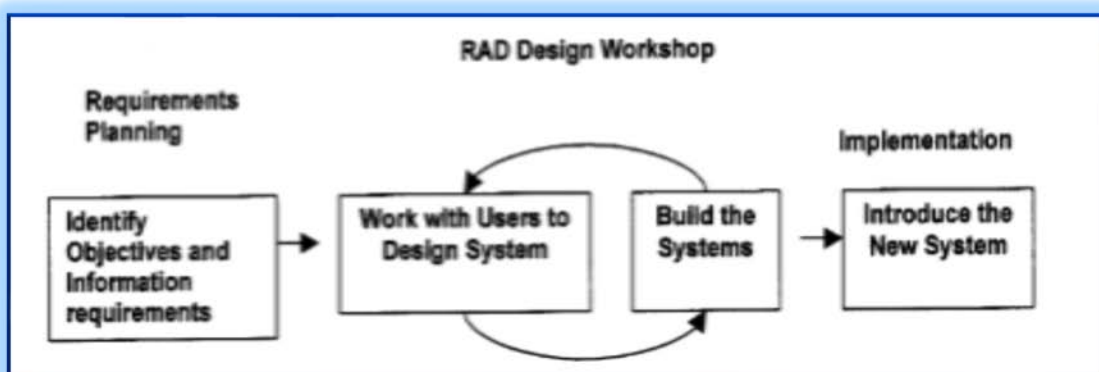 RAD Design Workshop
Requirements
Planning
Implementation
Identify
Objectives and
Information
requirements
Work with Users to
Design System
Build the
Systems
Introduce the
New System